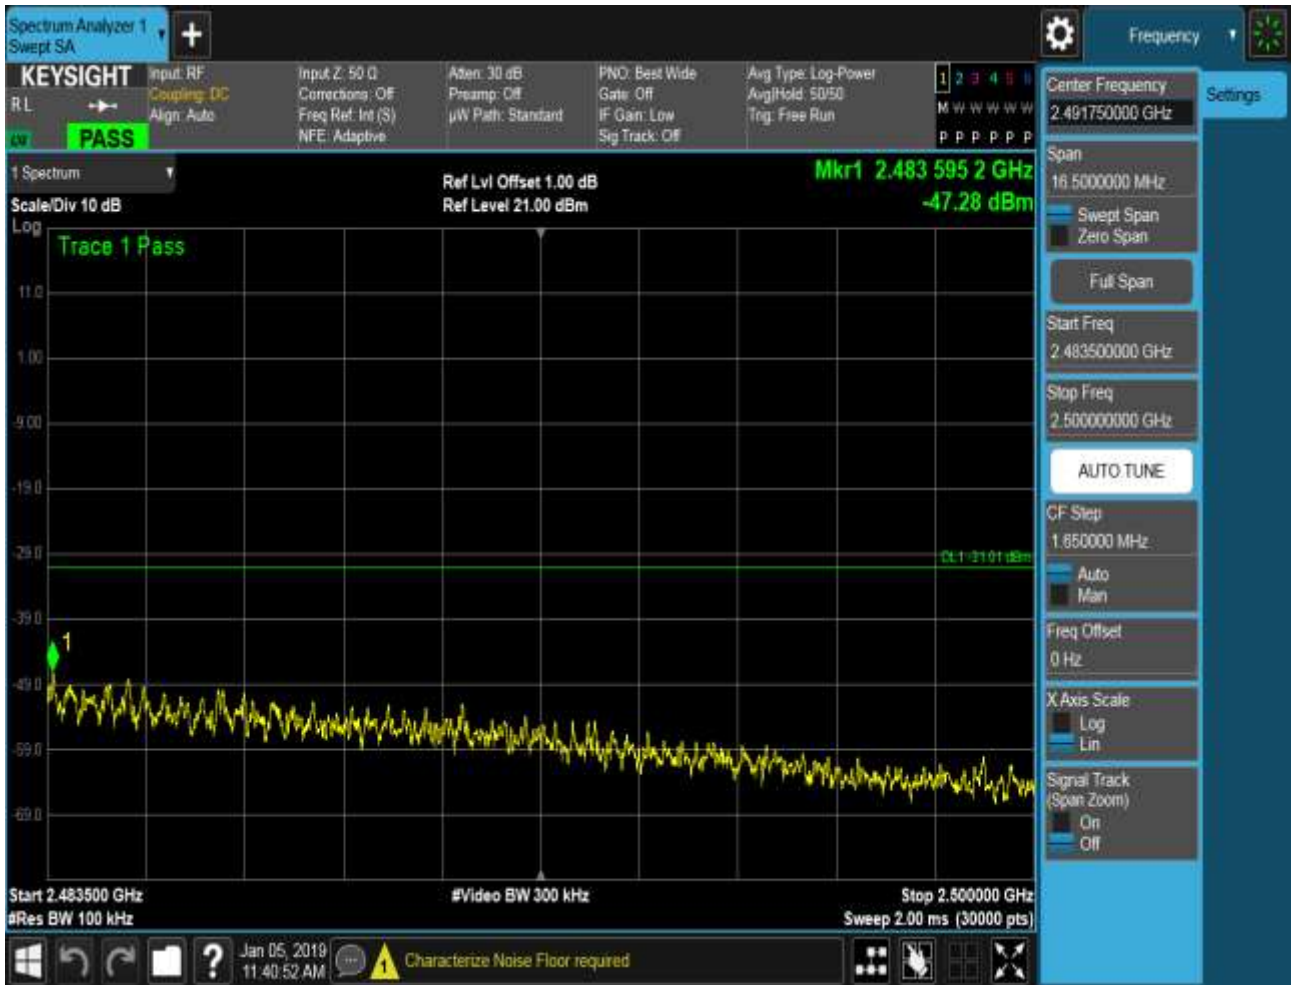 Spectrum Analyzer 1
Swept SA
+
Frequency
KEYSIGHT
Input: RF
Coupling: DC
Align: Auto
Input Z: 50 Ω
Corrections: Off
Freq Ref: Int (S)
NFE: Adaptive
Atten: 30 dB
Preamp: Off
µW Path: Standard
PNO: Best Wide
Gate: Off
IF Gain: Low
Sig Track: Off
Avg Type: Log-Power
Avg|Hold: 50/50
Trig: Free Run
1 2 3 4 5 6
M W W W W W
P P P P P P
R L
PASS
1 Spectrum
Scale/Div 10 dB
Ref Lvl Offset 1.00 dB
Ref Level 21.00 dBm
Mkr1 2.483 595 2 GHz
-47.28 dBm
Log
Trace 1 Pass
11.0
1.00
-9.00
-19.0
-29.0
DL1 -31.01 dBm
-39.0
1
-49.0
-59.0
-69.0
Start 2.483500 GHz
#Video BW 300 kHz
Stop 2.500000 GHz
#Res BW 100 kHz
Sweep 2.00 ms (30000 pts)
Center Frequency
2.491750000 GHz
Settings
Span
16.5000000 MHz
Swept Span
Zero Span
Full Span
Start Freq
2.483500000 GHz
Stop Freq
2.500000000 GHz
AUTO TUNE
CF Step
1.650000 MHz
Auto
Man
Freq Offset
0 Hz
X Axis Scale
Log
Lin
Signal Track
(Span Zoom)
On
Off
?
Jan 05, 2019
11:40:52 AM
1
Characterize Noise Floor required